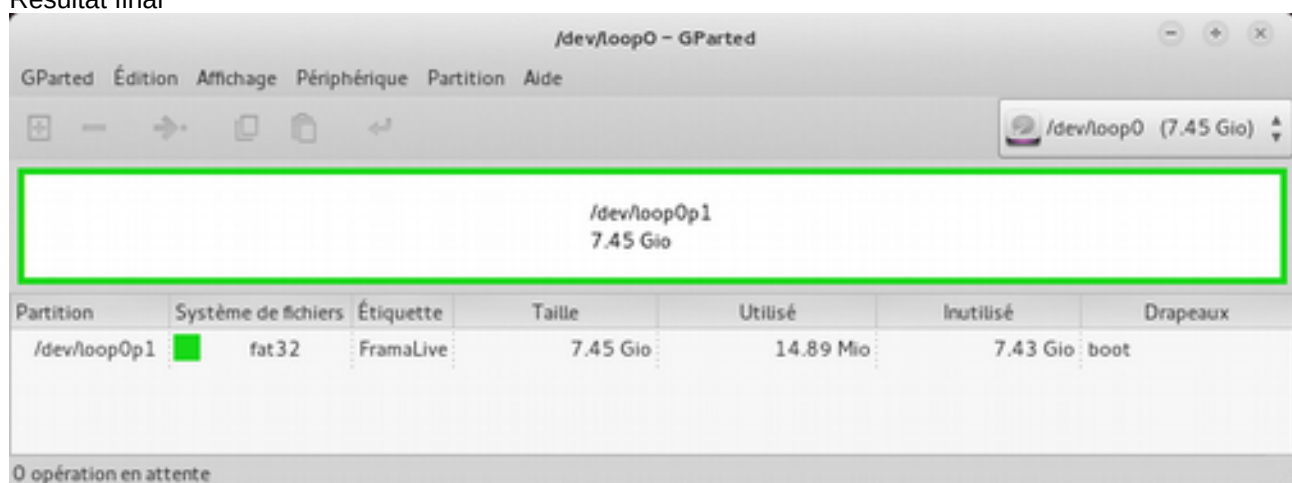 Résultat final
/dev/loop0 - GParted
GParted Édition Affichage Périphérique Partition Aide
/dev/loop0 (7.45 Gio)
/dev/loop0p1
7.45 Gio
Partition Système de fichiers Étiquette Taille Utilisé Inutilisé Drapeaux
/dev/loop0p1 fat32 FramaLive 7.45 Gio 14.89 Mio 7.43 Gio boot
0 opération en attente